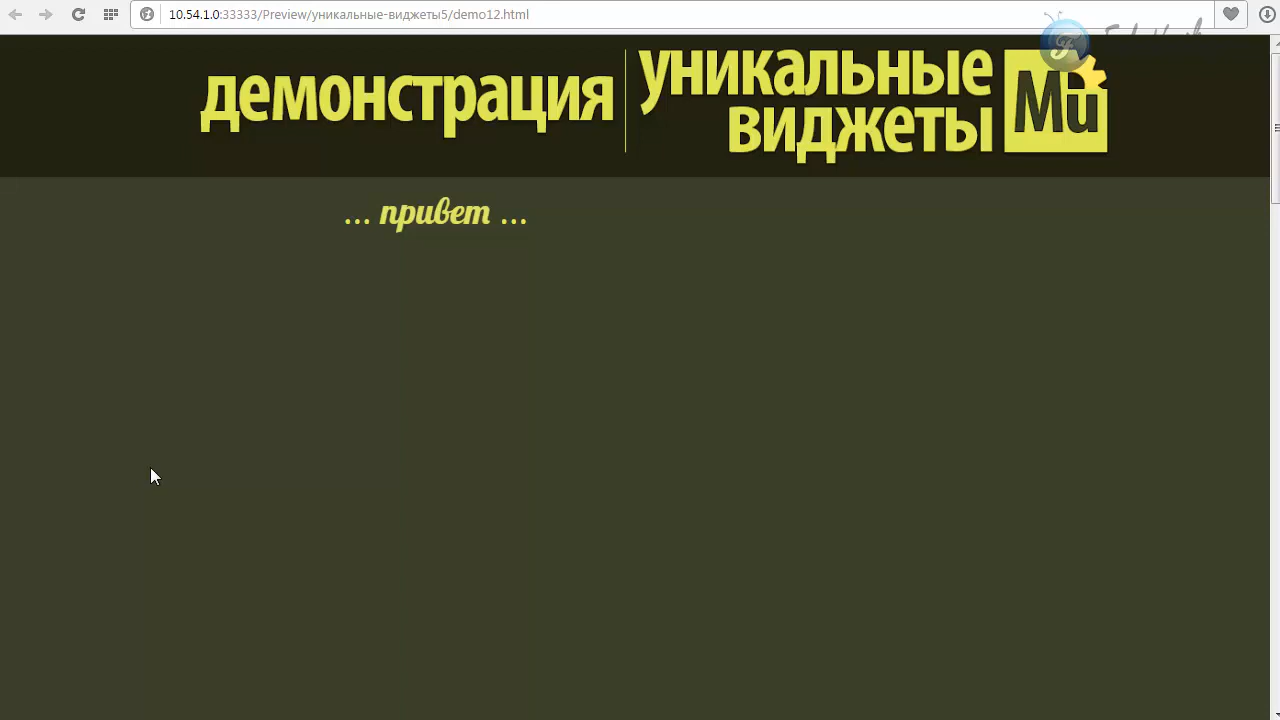 10.54.1.0:33333/Preview/уникальные-виджеты5/demo12.html
демонстрация
уникальные
виджеты
Mu
... привет ...